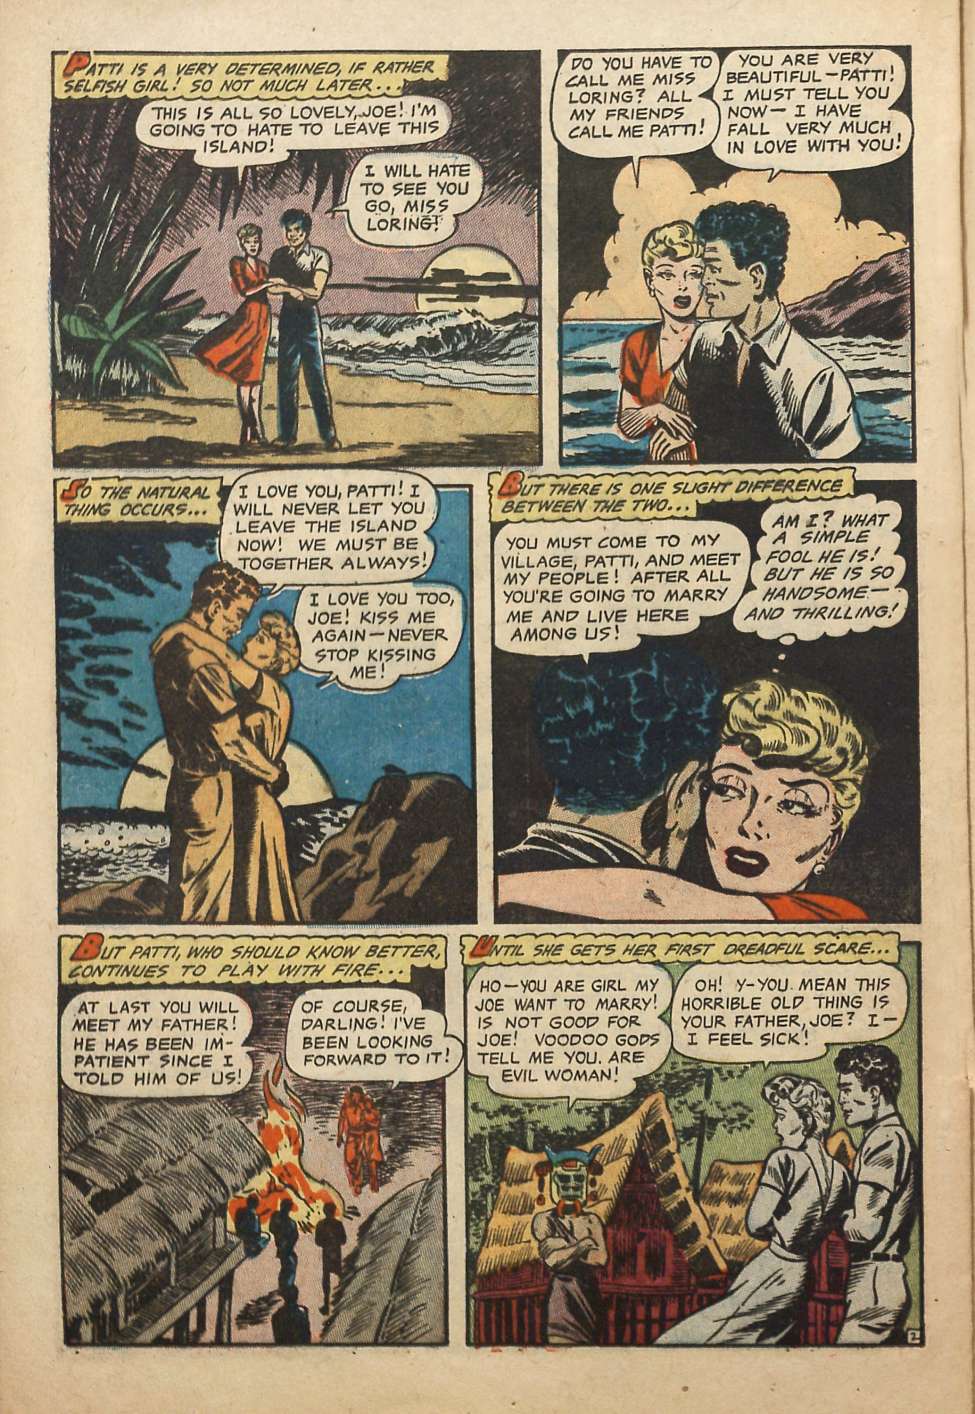 PATTI IS A VERY DETERMINED, IF RATHER
SELFISH GIRL! SO NOT MUCH LATER...
THIS IS ALL SO LOVELY, JOE! I'M
GOING TO HATE TO LEAVE THIS
ISLAND!
I WILL HATE
TO SEE YOU
GO, MISS
LORING!
DO YOU HAVE TO
CALL ME MISS
LORING? ALL
MY FRIENDS
CALL ME PATTI!
YOU ARE VERY
BEAUTIFUL—PATTI!
I MUST TELL YOU
NOW— I HAVE
FALL VERY MUCH
IN LOVE WITH YOU!
SO THE NATURAL
THING OCCURS...
I LOVE YOU, PATTI! I
WILL NEVER LET YOU
LEAVE THE ISLAND
NOW! WE MUST BE
TOGETHER ALWAYS!
I LOVE YOU TOO,
JOE! KISS ME
AGAIN—NEVER
STOP KISSING
ME!
BUT THERE IS ONE SLIGHT DIFFERENCE
BETWEEN THE TWO...
YOU MUST COME TO MY
VILLAGE, PATTI, AND MEET
MY PEOPLE! AFTER ALL
YOU'RE GOING TO MARRY
ME AND LIVE HERE
AMONG US!
AM I? WHAT
A SIMPLE
FOOL HE IS!
BUT HE IS SO
HANDSOME—
AND THRILLING!
BUT PATTI, WHO SHOULD KNOW BETTER,
CONTINUES TO PLAY WITH FIRE...
AT LAST YOU WILL
MEET MY FATHER!
HE HAS BEEN IM-
PATIENT SINCE I
TOLD HIM OF US!
OF COURSE,
DARLING! I'VE
BEEN LOOKING
FORWARD TO IT!
UNTIL SHE GETS HER FIRST DREADFUL SCARE...
HO—YOU ARE GIRL MY
JOE WANT TO MARRY!
IS NOT GOOD FOR
JOE! VOODOO GODS
TELL ME YOU. ARE
EVIL WOMAN!
OH! Y-YOU. MEAN THIS
HORRIBLE OLD THING IS
YOUR FATHER, JOE? I—
I FEEL SICK!
2